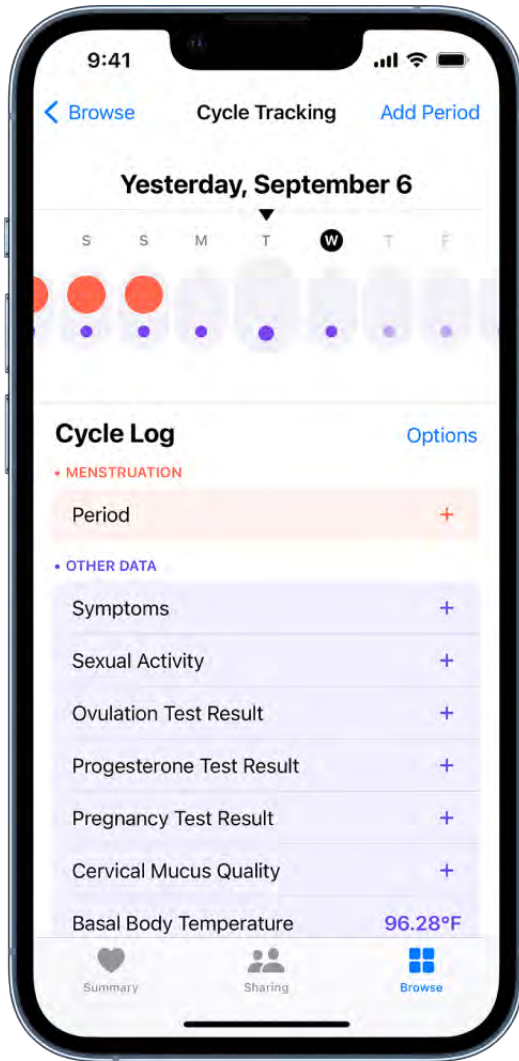 9:41
Browse Cycle Tracking Add Period
Yesterday, September 6
S S M T W T F
Cycle Log Options
• MENSTRUATION
Period +
• OTHER DATA
Symptoms +
Sexual Activity +
Ovulation Test Result +
Progesterone Test Result +
Pregnancy Test Result +
Cervical Mucus Quality +
Basal Body Temperature 96.28°F
Summary Sharing Browse